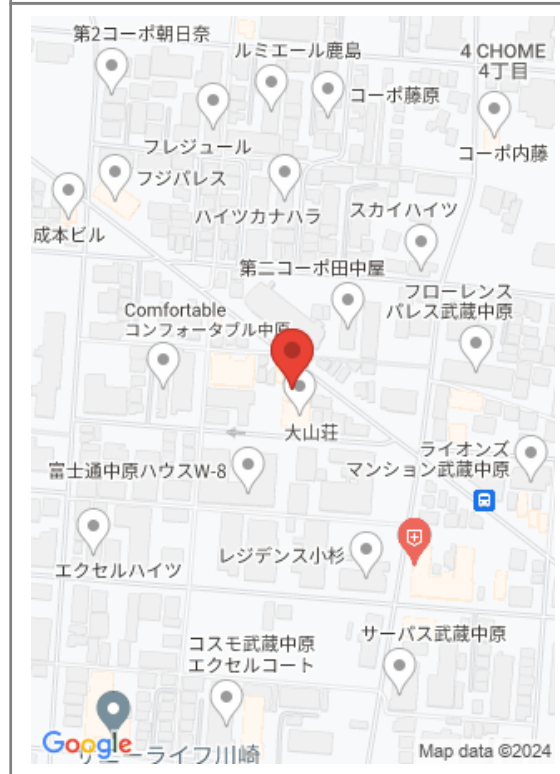 第2コーポ朝日奈
ルミエール鹿島
4 CHOME
4丁目
コーポ藤原
コーポ内藤
フレジュール
フジパレス
ハイツカナハラ
スカイハイツ
成本ビル
第二コーポ田中屋
フローレンス
パレス武蔵中原
Comfortable
コンフォータブル中原
大山荘
ライオンズ
マンション武蔵中原
富士通中原ハウスW-8
レジデンス小杉
エクセルハイツ
サーパス武蔵中原
コスモ武蔵中原
エクセルコート
Google
ニーライフ川崎
Map data ©2024